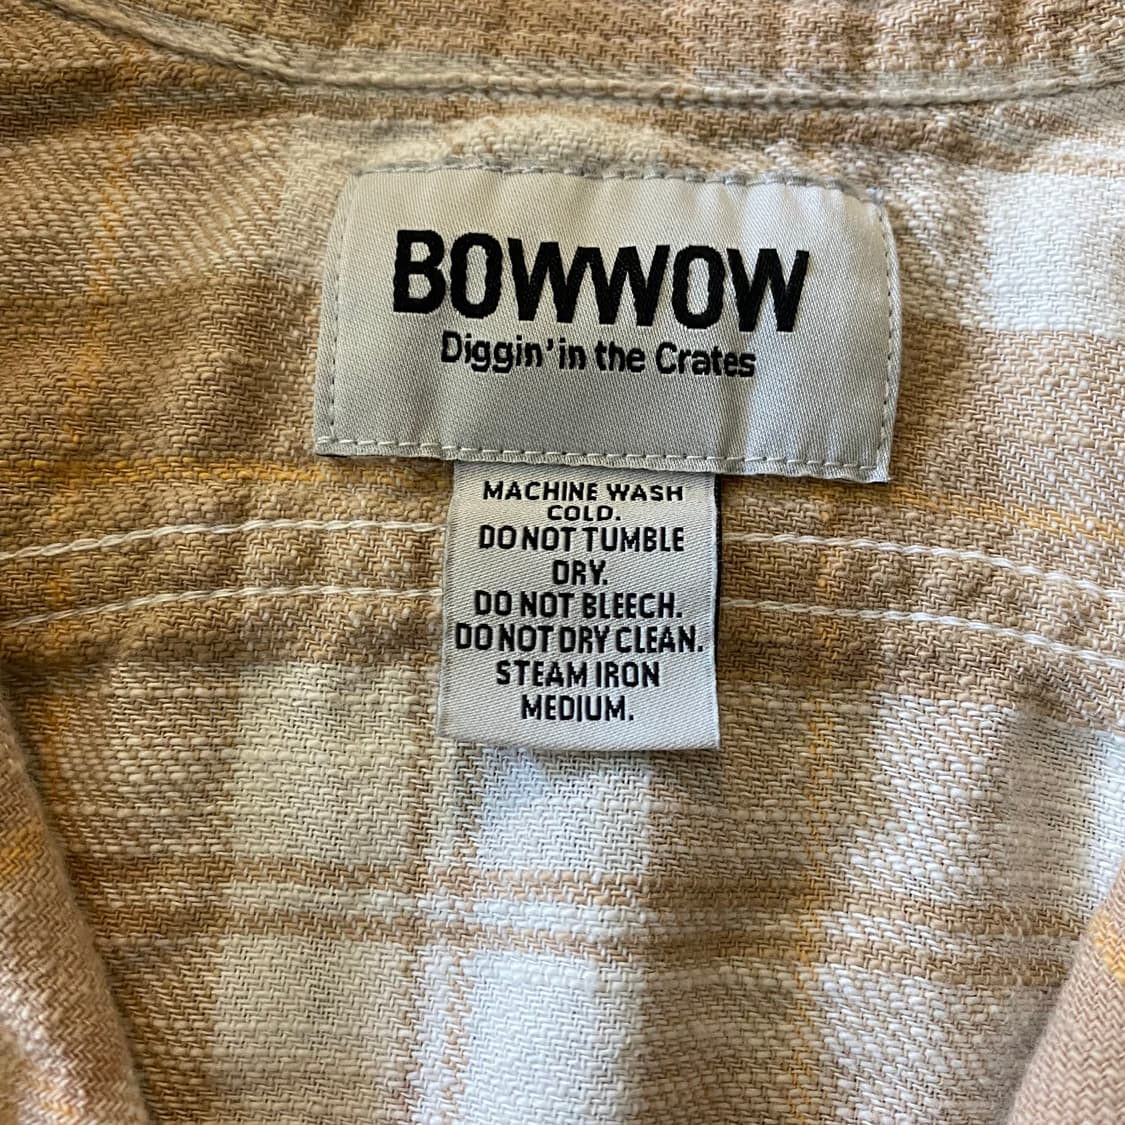 BOWWOW
Diggin' in the Crates
MACHINE WASH
COLD.
DO NOT TUMBLE
DRY.
DO NOT BLEECH.
DO NOT DRY CLEAN.
STEAM IRON
MEDIUM.